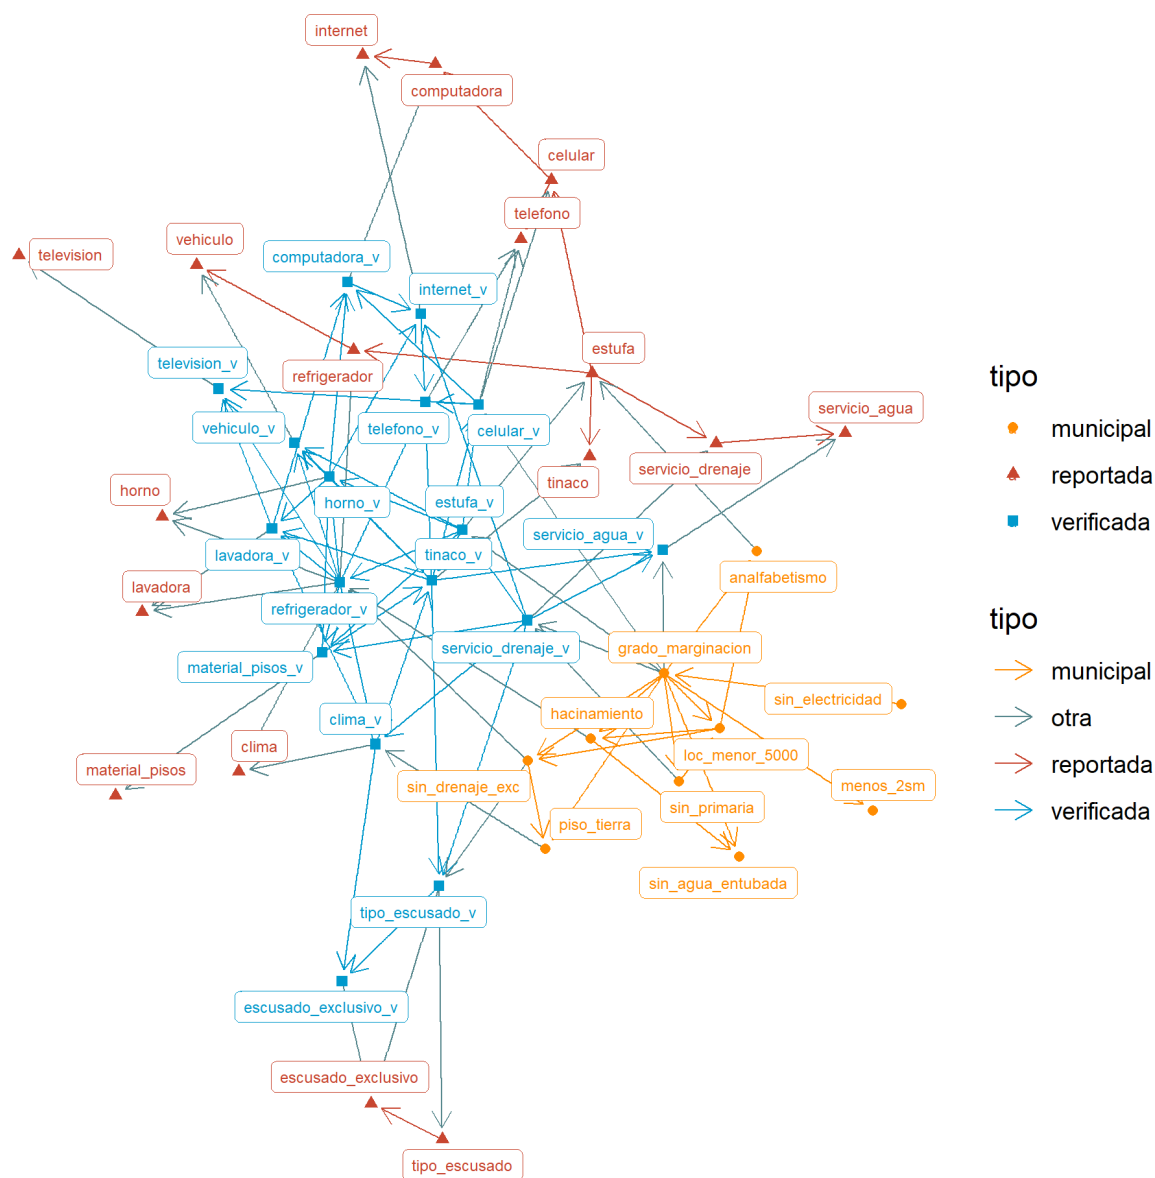 internet
computadora
celular
telefono
vehiculo
television
computadora_v
internet_v
estufa
television_v
refrigerador
servicio_agua
vehiculo_v
telefono_v
celular_v
servicio_drenaje
tinaco
horno
horno_v
estufa_v
servicio_agua_v
lavadora_v
tinaco_v
analfabetismo
lavadora
refrigerador_v
servicio_drenaje_v
grado_marginacion
material_pisos_v
sin_electricidad
hacinamiento
clima_v
clima
loc_menor_5000
material_pisos
sin_drenaje_exc
menos_2sm
sin_primaria
piso_tierra
sin_agua_entubada
tipo_escusado_v
escusado_exclusivo_v
escusado_exclusivo
tipo_escusado
tipo
municipal
reportada
verificada
tipo
municipal
otra
reportada
verificada